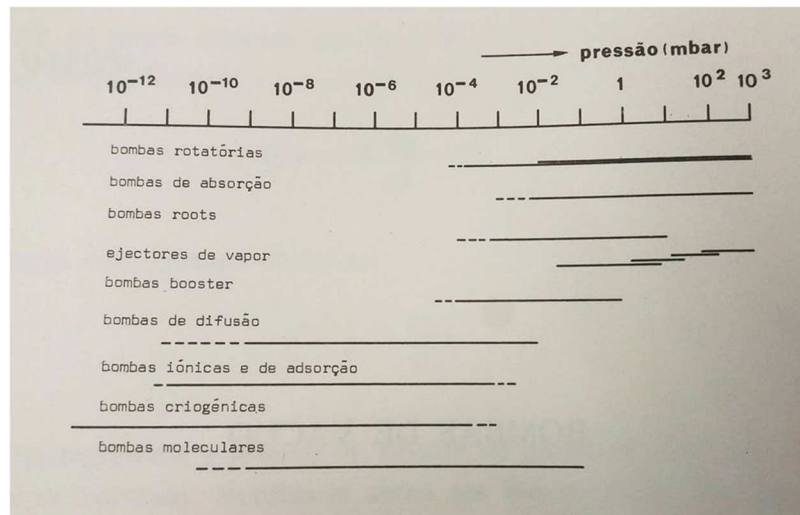 pressão (mbar)
10⁻¹² 10⁻¹⁰ 10⁻⁸ 10⁻⁶ 10⁻⁴ 10⁻² 1 10² 10³
bombas rotatórias
bombas de absorção
bombas roots
ejectores de vapor
bombas booster
bombas de difusão
bombas iónicas e de adsorção
bombas criogénicas
bombas moleculares